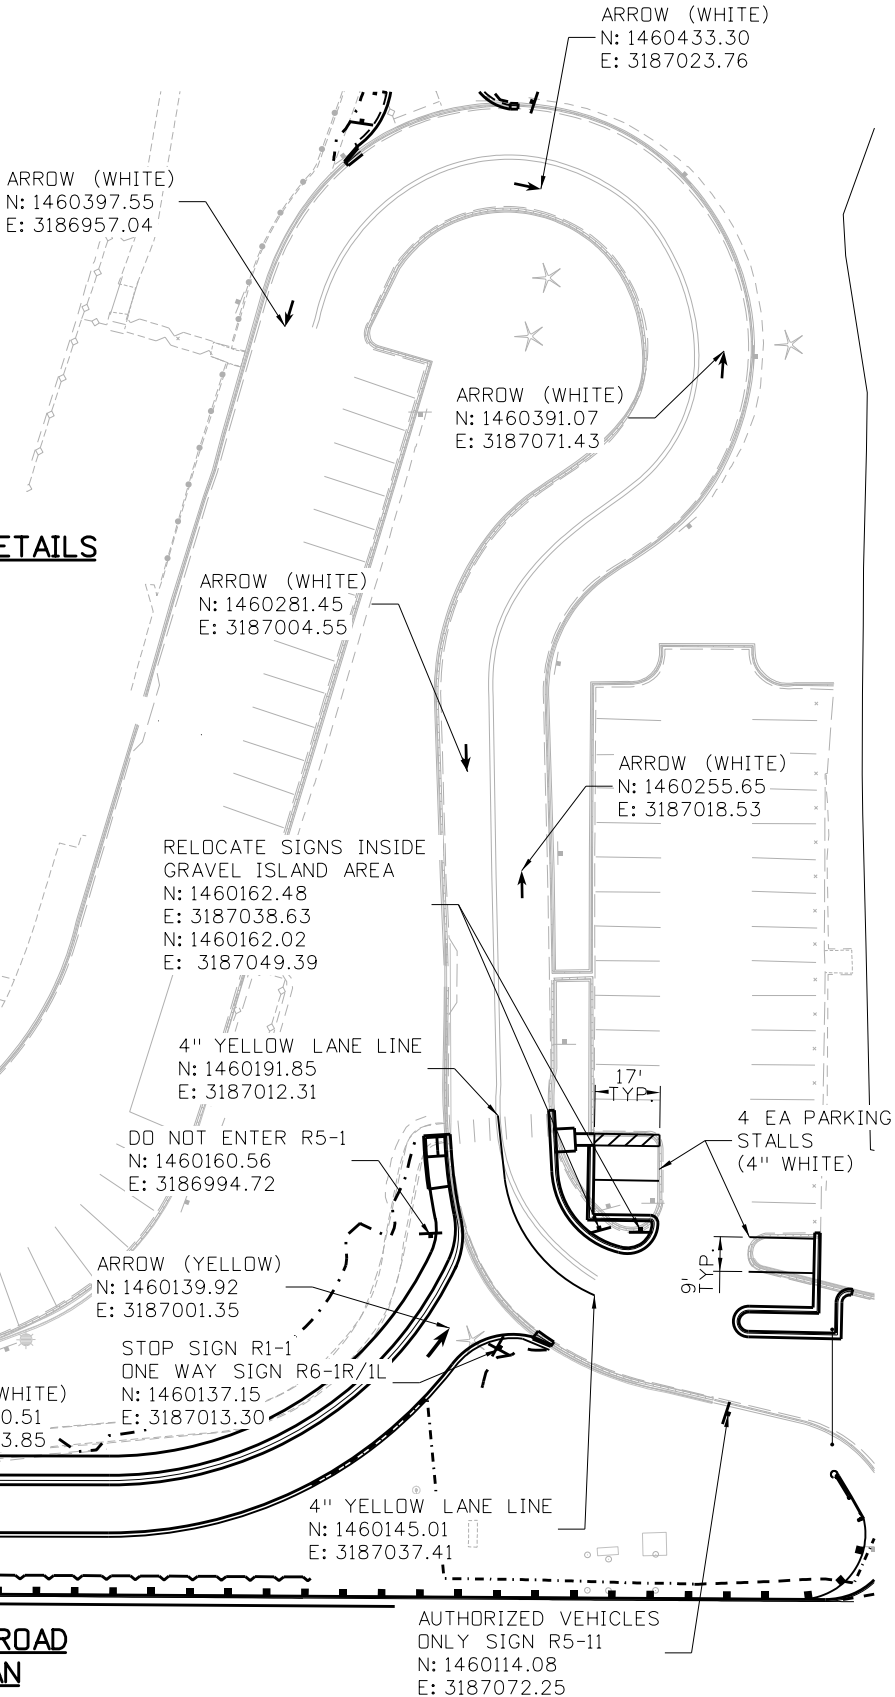 ARROW (WHITE)
N: 1460433.30
E: 3187023.76
ARROW (WHITE)
N: 1460397.55
E: 3186957.04
ARROW (WHITE)
N: 1460391.07
E: 3187071.43
ETAILS
ARROW (WHITE)
N: 1460281.45
E: 3187004.55
ARROW (WHITE)
N: 1460255.65
E: 3187018.53
RELOCATE SIGNS INSIDE
GRAVEL ISLAND AREA
N: 1460162.48
E: 3187038.63
N: 1460162.02
E: 3187049.39
4" YELLOW LANE LINE
N: 1460191.85
E: 3187012.31
17'
TYP.
4 EA PARKING
STALLS
(4" WHITE)
DO NOT ENTER R5-1
N: 1460160.56
E: 3186994.72
9'
TYP.
ARROW (YELLOW)
N: 1460139.92
E: 3187001.35
STOP SIGN R1-1
ONE WAY SIGN R6-1R/1L
N: 1460137.15
E: 3187013.30
WHITE)
0.51
3.85
4" YELLOW LANE LINE
N: 1460145.01
E: 3187037.41
AUTHORIZED VEHICLES
ONLY SIGN R5-11
N: 1460114.08
E: 3187072.25
ROAD
AN